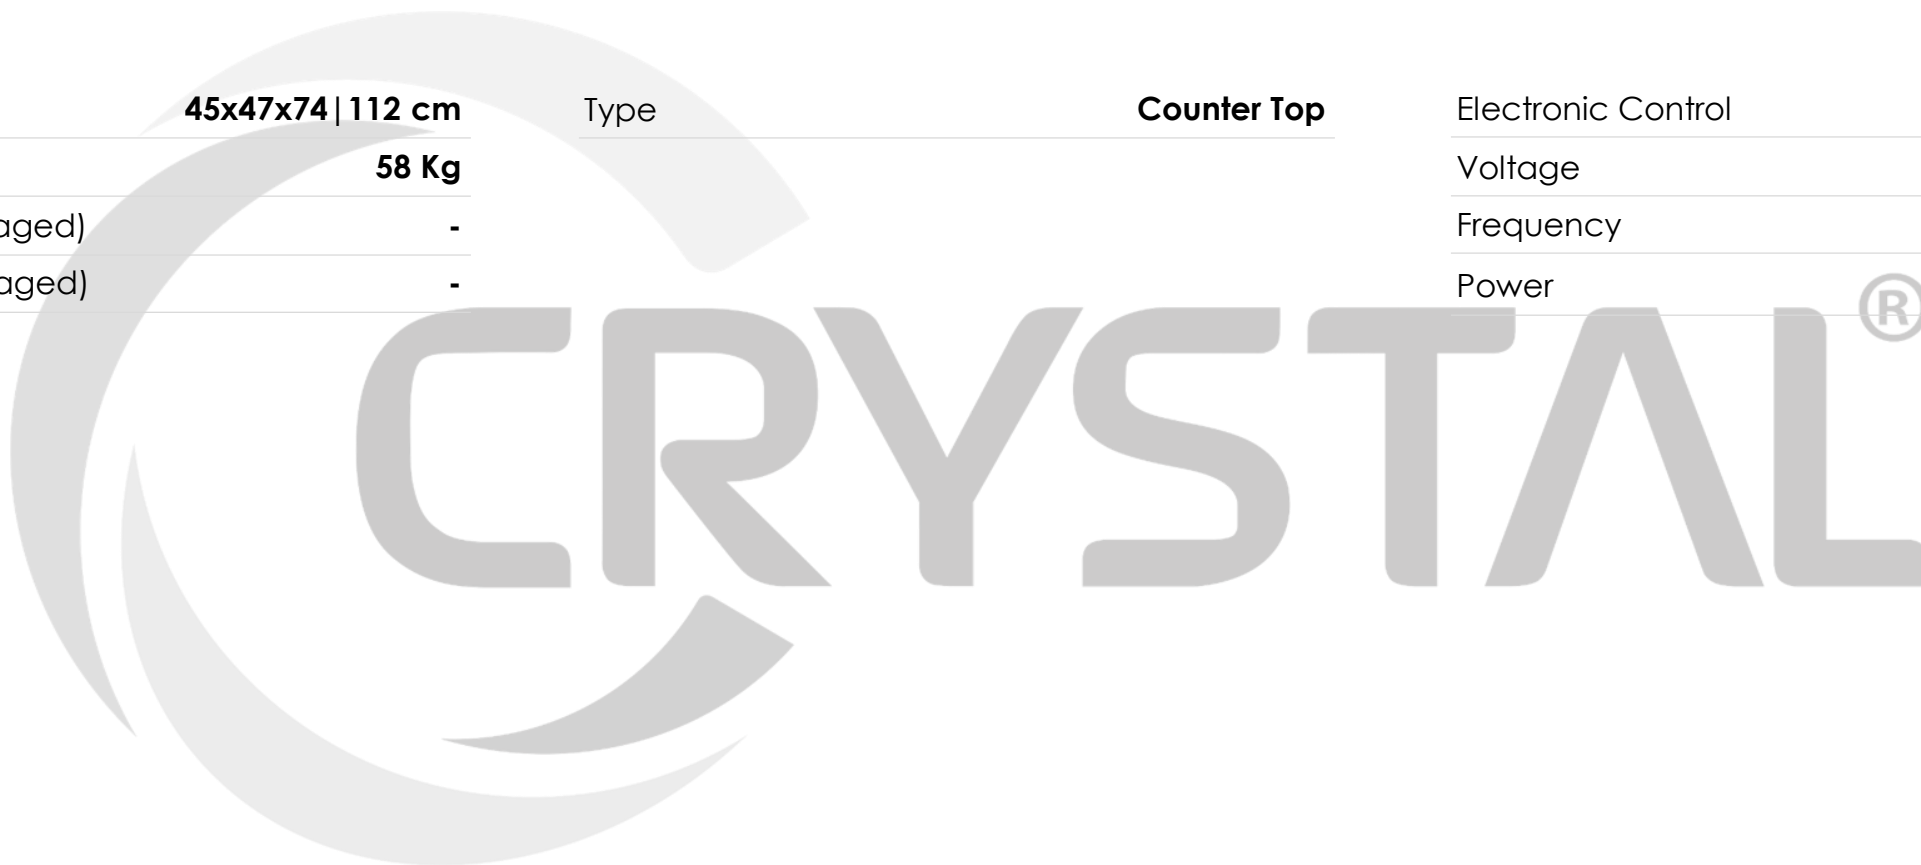 45x47x74|112 cm
58 Kg
aged) -
aged) -
Type Counter Top
Electronic Control
Voltage
Frequency
Power
CRYSTAL®